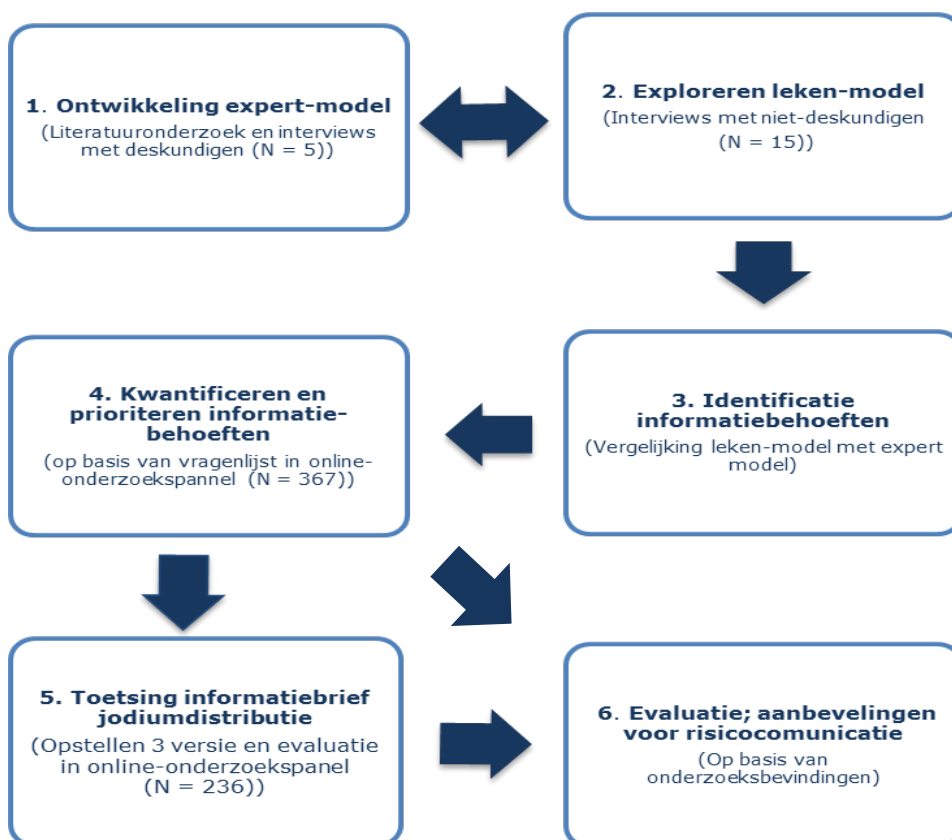 1. Ontwikkeling expert-model
(Literatuuronderzoek en interviews
met deskundigen (N = 5))
2. Exploreren leken-model
(Interviews met niet-deskundigen
(N = 15))
3. Identificatie
informatiebehoeften
(Vergelijking leken-model met expert
model)
4. Kwantificeren en
prioriteren informatie-
behoeften
(op basis van vragenlijst in online-
onderzoekspannel (N = 367))
5. Toetsing informatiebrief
jodiumdistributie
(Opstellen 3 versie en evaluatie
in online-onderzoekspanel
(N = 236))
6. Evaluatie; aanbevelingen
voor risicocomunicatie
(Op basis van
onderzoeksbevindingen)